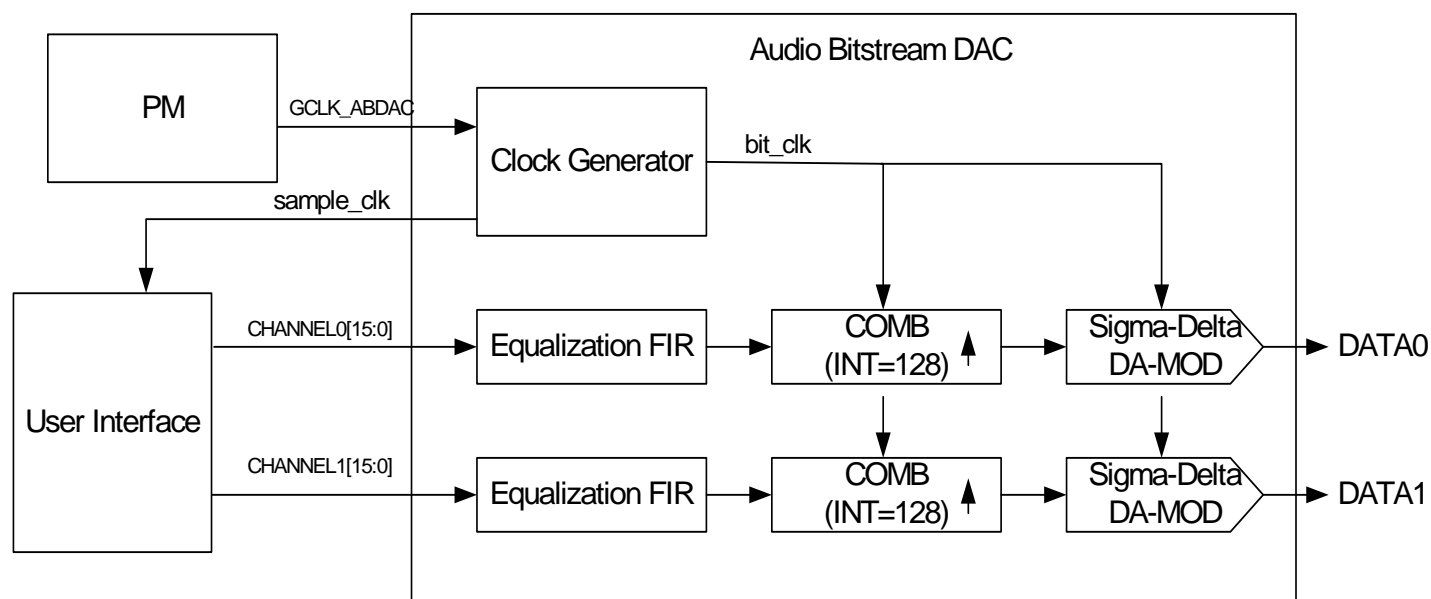 Audio Bitstream DAC
PM
GCLK_ABDAC
Clock Generator
bit_clk
sample_clk
User Interface
CHANNEL0[15:0]
Equalization FIR
COMB
(INT=128)
Sigma-Delta
DA-MOD
DATA0
CHANNEL1[15:0]
Equalization FIR
COMB
(INT=128)
Sigma-Delta
DA-MOD
DATA1